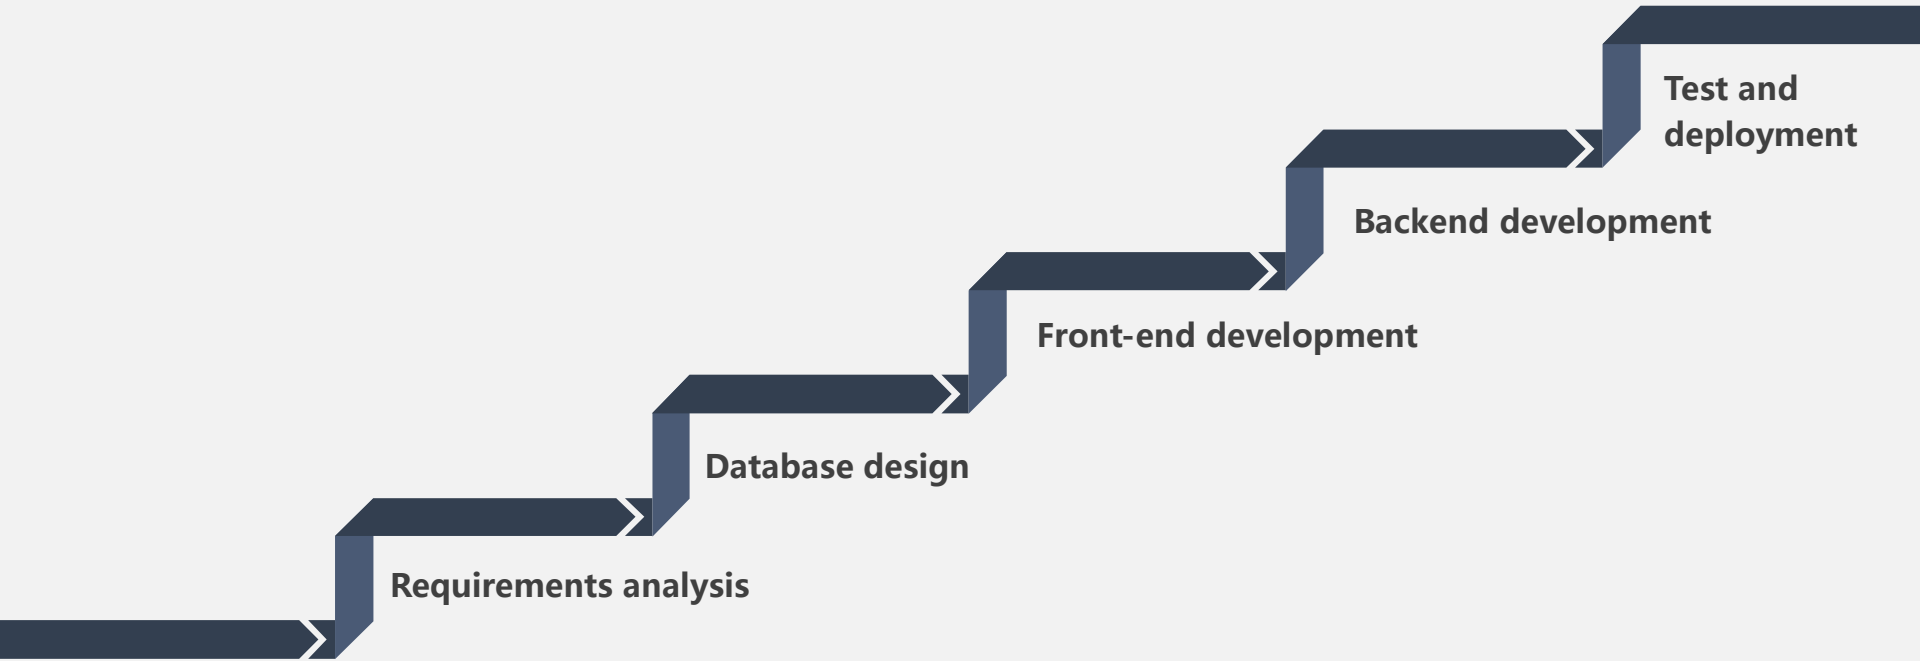 Test and
deployment
Backend development
Front-end development
Database design
Requirements analysis